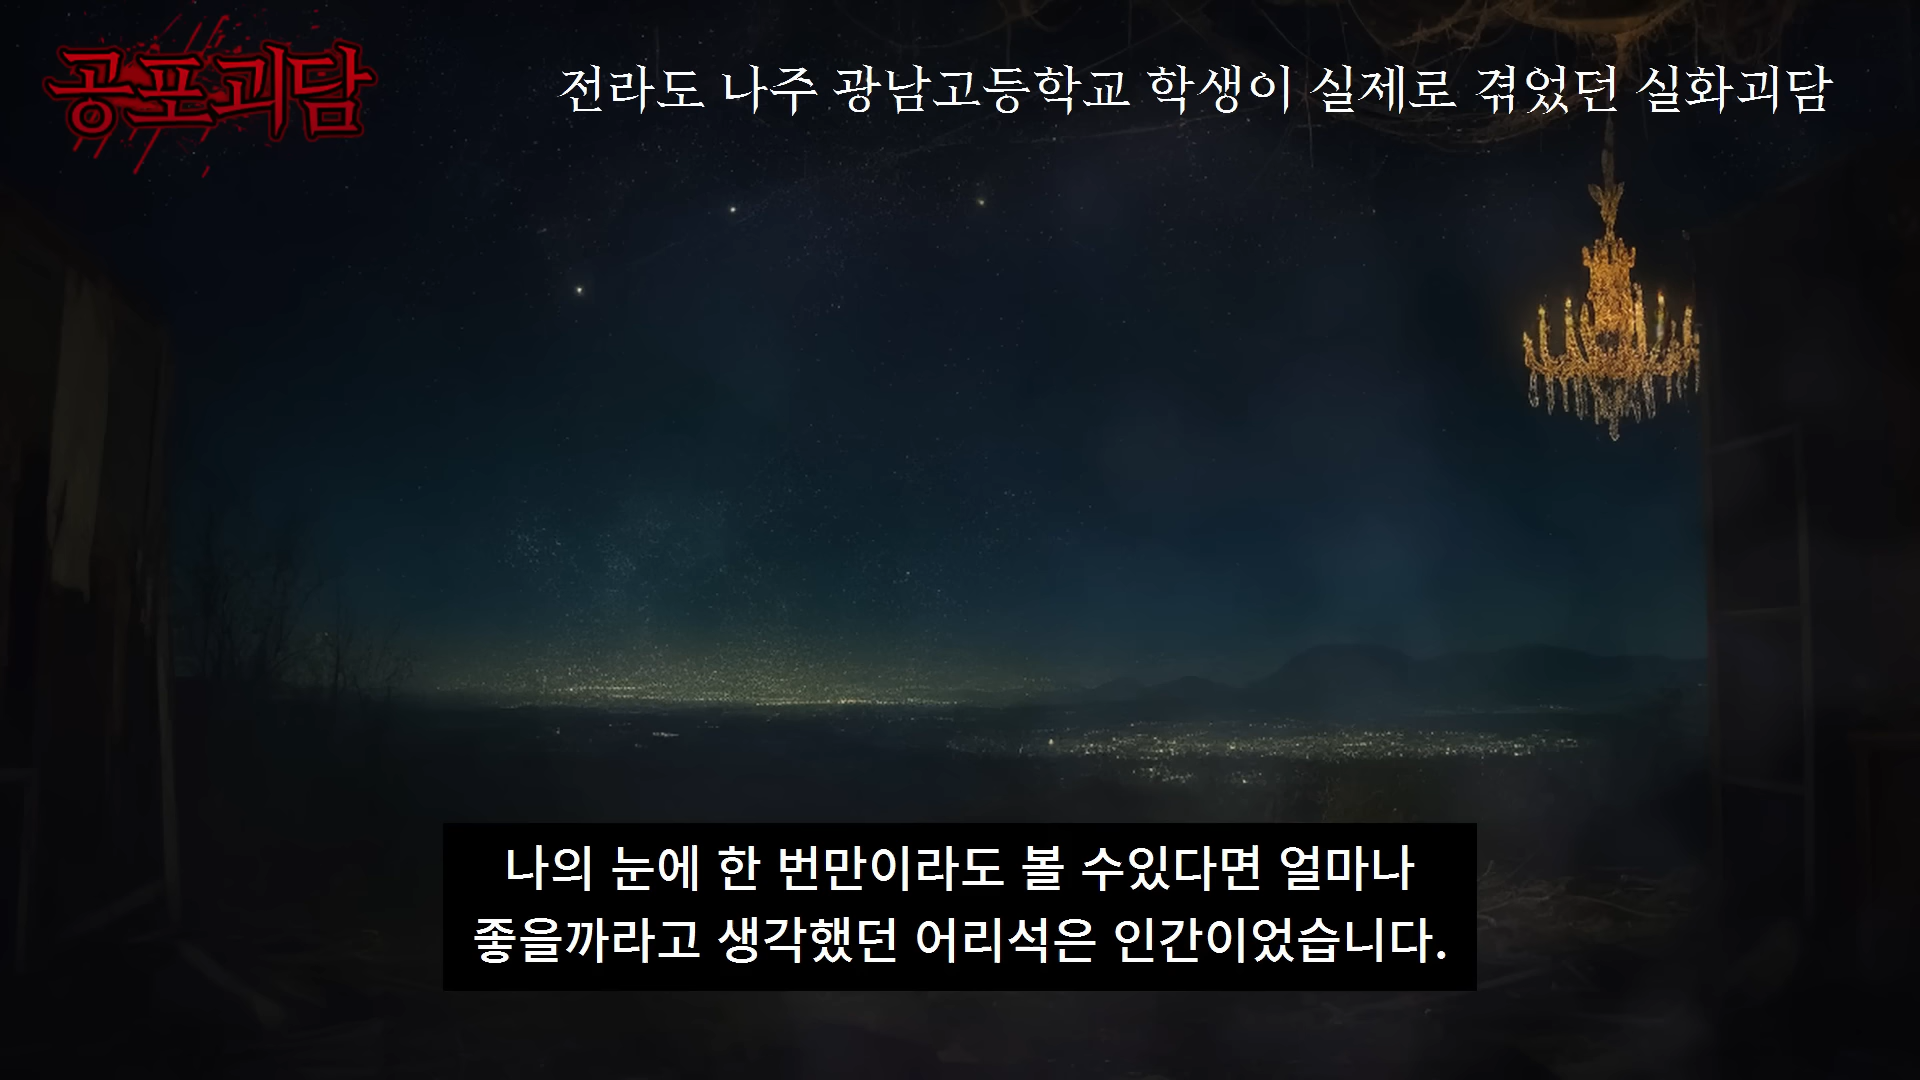 공포괴담
전라도 나주 광남고등학교 학생이 실제로 겪었던 실화괴담
나의 눈에 한 번만이라도 볼 수있다면 얼마나
좋을까라고 생각했던 어리석은 인간이었습니다.